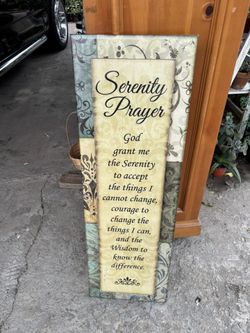 Serenity
Prayer
God
grant me
the Serenity
to accept
the things I
cannot change,
courage to
change the
things I can,
and the
Wisdom to
know the
difference.